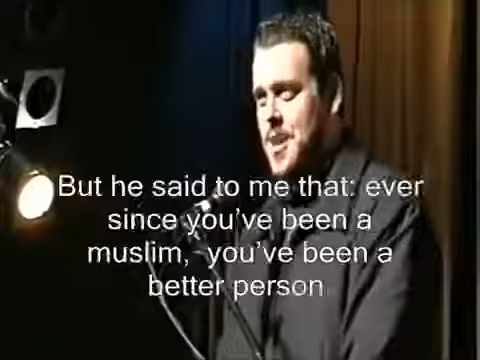 But he said to me that: ever
since you've been a
muslim, you've been a
better person